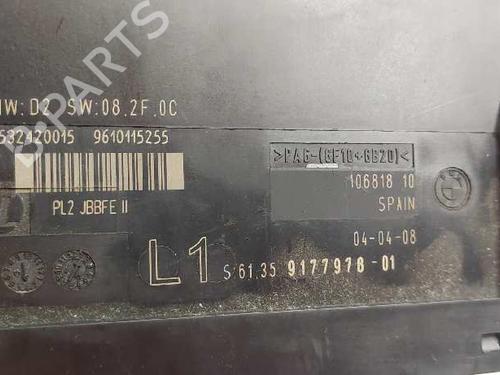 HW:D2 SW:08.2F.0C
532420015 9610115255
>PA6-(GF10+GB20)<
PL2 JBBFE II
106818 10
SPAIN
04-04-08
L1
S/61.35 9177978-01
B-PARTS